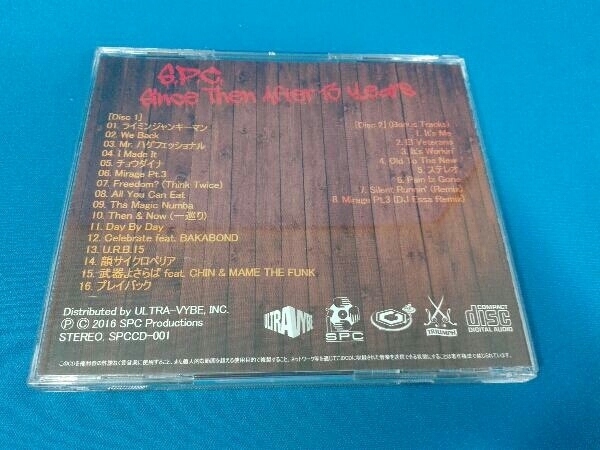 S.P.C.
Since Then After 15 Years
[Disc 1]
01. ライミンジャンキーマン
02. We Back
03. Mr. ハゲフェッショナル
04. I Made It
05. チョウダイナ
06. Mirage Pt.3
07. Freedom? (Think Twice)
08. All You Can Eat
09. Tha Magic Numba
10. Then & Now (一巡り)
11. Day By Day
12. Celebrate feat. BAKABOND
13. U.R.B.15
14. 韻サイクロペリア
15. 武器よさらば feat. CHIN & MAME THE FUNK
16. プレイバック
[Disc 2] (Bonus Tracks)
1. It's Me
2. B Veterans
3. It's Workin'
4. Old To The New
5. ステレオ
6. Pain Iz Gone
7. Silent Runnin' (Remix)
8. Mirage Pt.3 (DJ Essa Remix)
Distributed by ULTRA-VYBE, INC.
Ⓟ © 2016 SPC Productions
STEREO. SPCCD-001
ULTRA-VYBE
SPC
TRIUMPH
COMPACT
disc
DIGITAL AUDIO